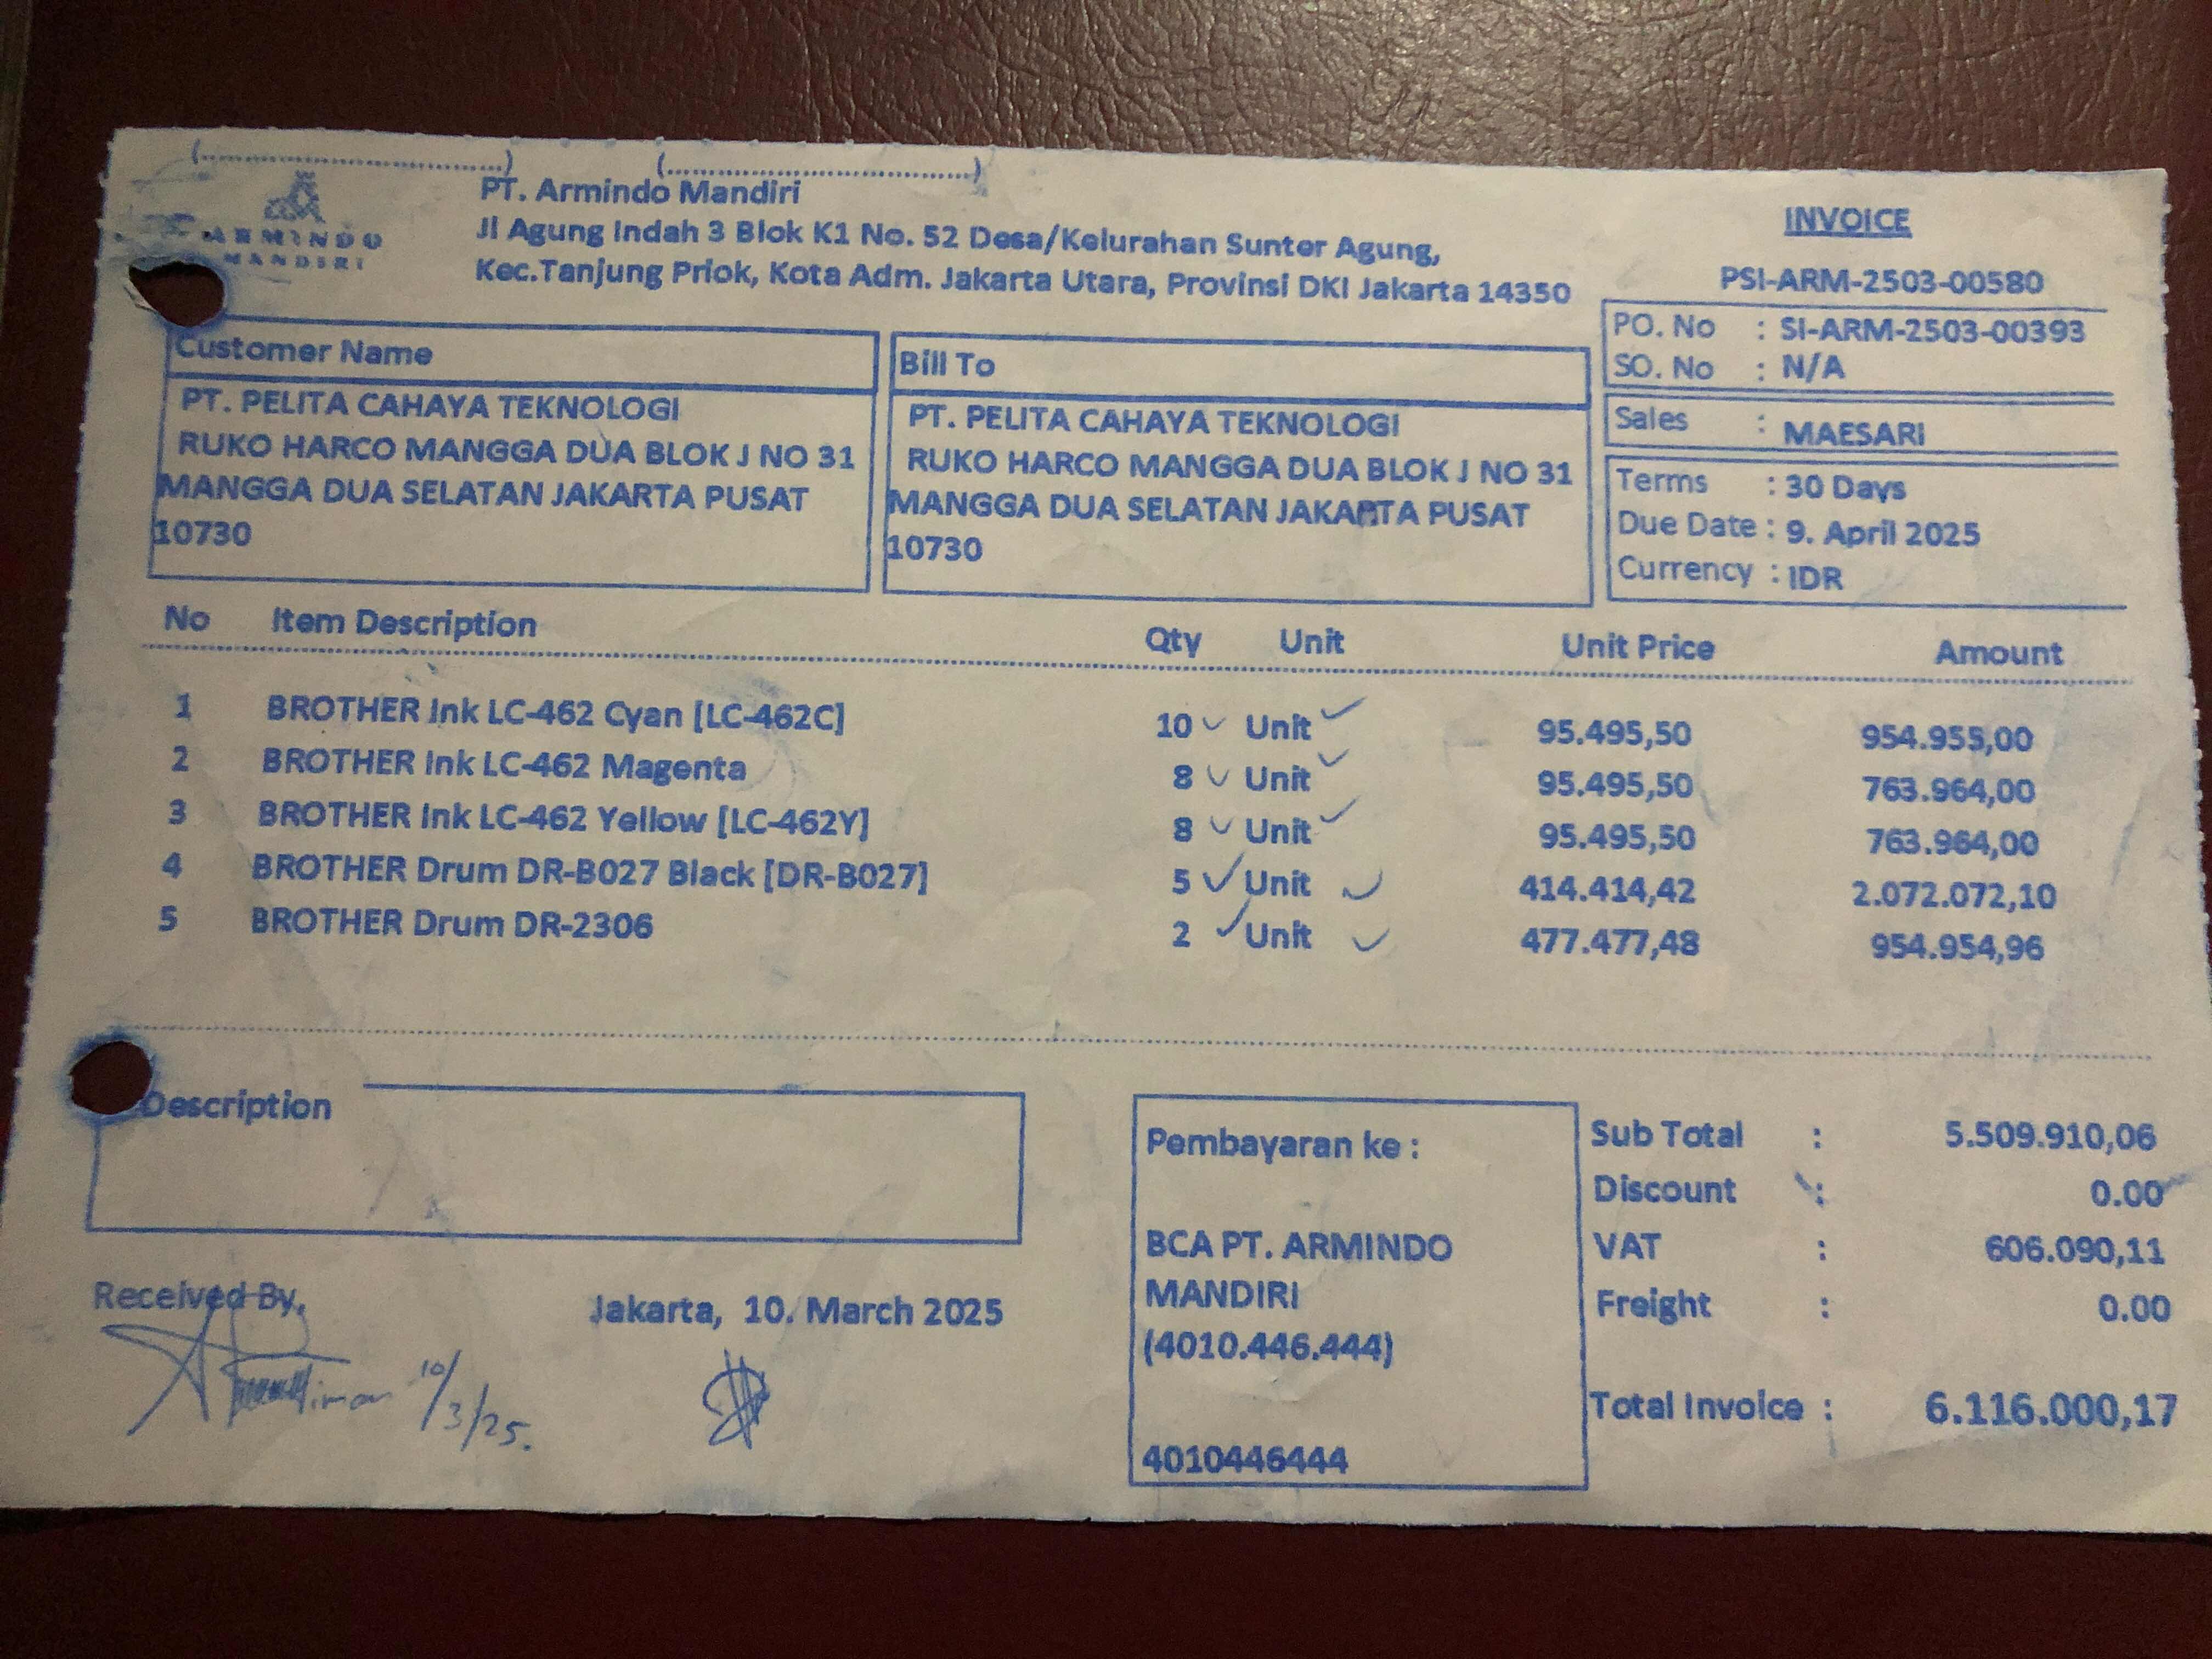 (..............................) (..............................)
ARMINDO
MANDIRI
PT. Armindo Mandiri
Jl Agung Indah 3 Blok K1 No. 52 Desa/Kelurahan Sunter Agung,
Kec.Tanjung Priok, Kota Adm. Jakarta Utara, Provinsi DKI Jakarta 14350
INVOICE
PSI-ARM-2503-00580
PO. No : SI-ARM-2503-00393
SO. No : N/A
Sales : MAESARI
Terms : 30 Days
Due Date : 9. April 2025
Currency : IDR
Customer Name
PT. PELITA CAHAYA TEKNOLOGI
RUKO HARCO MANGGA DUA BLOK J NO 31
MANGGA DUA SELATAN JAKARTA PUSAT
10730
Bill To
PT. PELITA CAHAYA TEKNOLOGI
RUKO HARCO MANGGA DUA BLOK J NO 31
MANGGA DUA SELATAN JAKARTA PUSAT
10730
No Item Description Qty Unit Unit Price Amount
1 BROTHER Ink LC-462 Cyan [LC-462C] 10 Unit 95.495,50 954.955,00
2 BROTHER Ink LC-462 Magenta 8 Unit 95.495,50 763.964,00
3 BROTHER Ink LC-462 Yellow [LC-462Y] 8 Unit 95.495,50 763.964,00
4 BROTHER Drum DR-B027 Black [DR-B027] 5 Unit 414.414,42 2.072.072,10
5 BROTHER Drum DR-2306 2 Unit 477.477,48 954.954,96
Description
Received By,
10/3/25.
Jakarta, 10. March 2025
Pembayaran ke :
BCA PT. ARMINDO
MANDIRI
(4010.446.444)
4010446444
Sub Total : 5.509.910,06
Discount : 0.00
VAT : 606.090,11
Freight : 0.00
Total Invoice : 6.116.000,17